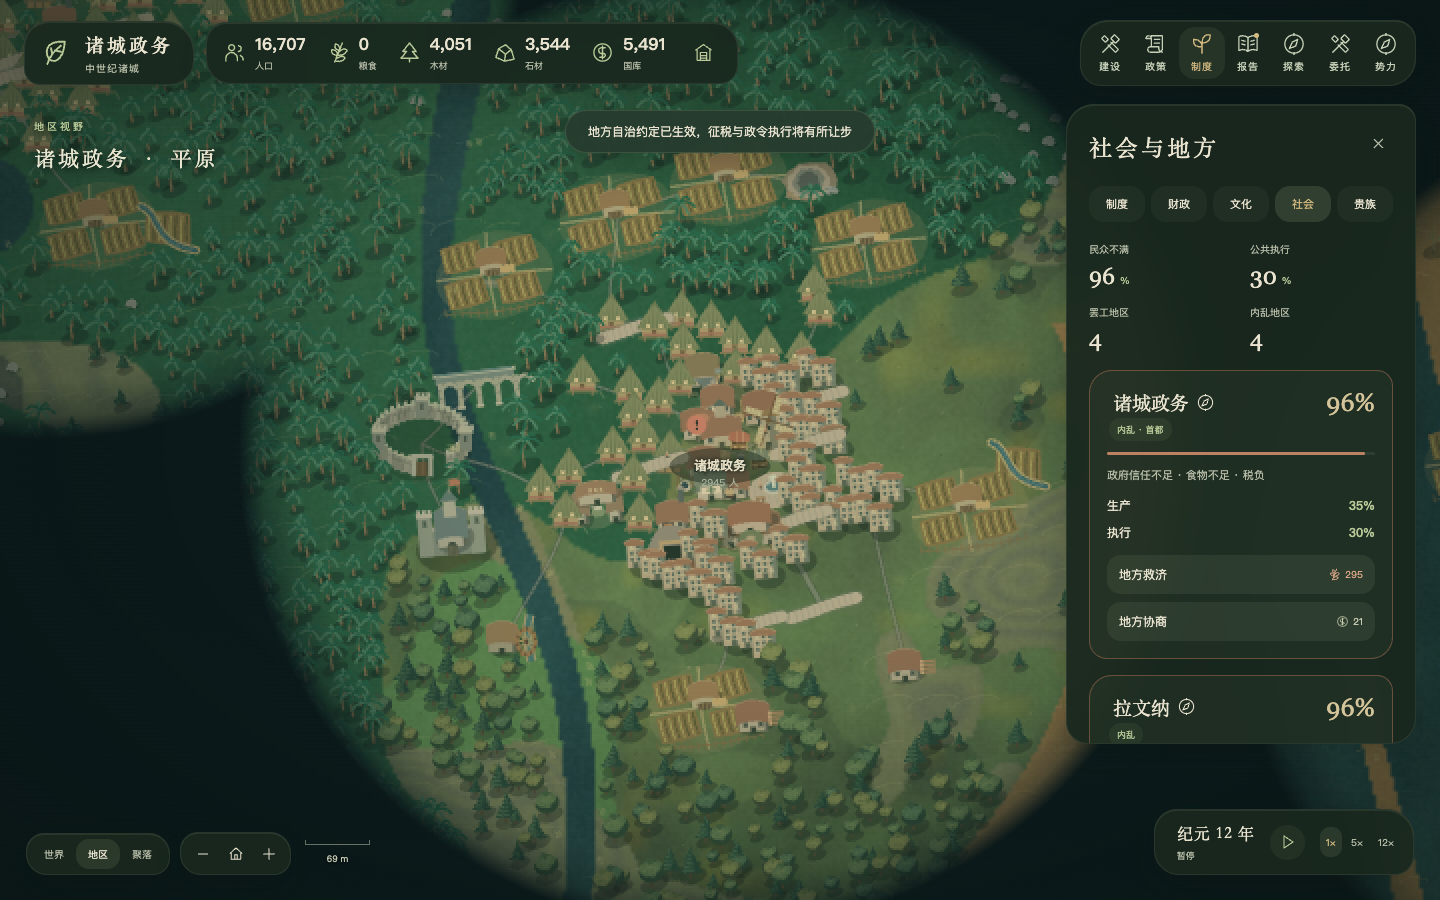 诸城政务
中世纪诸城
16,707
人口
0
粮食
4,051
木材
3,544
石材
5,491
国库
建设
政策
制度
报告
探索
委托
势力
地区视野
诸城政务 · 平原
地方自治约定已生效，征税与政令执行将有所让步
社会与地方
制度
财政
文化
社会
贵族
民众不满
96 %
公共执行
30 %
罢工地区
4
内乱地区
4
诸城政务
96%
内乱 · 首都
政府信任不足 · 食物不足 · 税负
生产
35%
执行
30%
地方救济
295
地方协商
21
拉文纳
96%
内乱
诸城政务
2945 人
世界
地区
聚落
69 m
纪元 12 年
暂停
1×
5×
12×